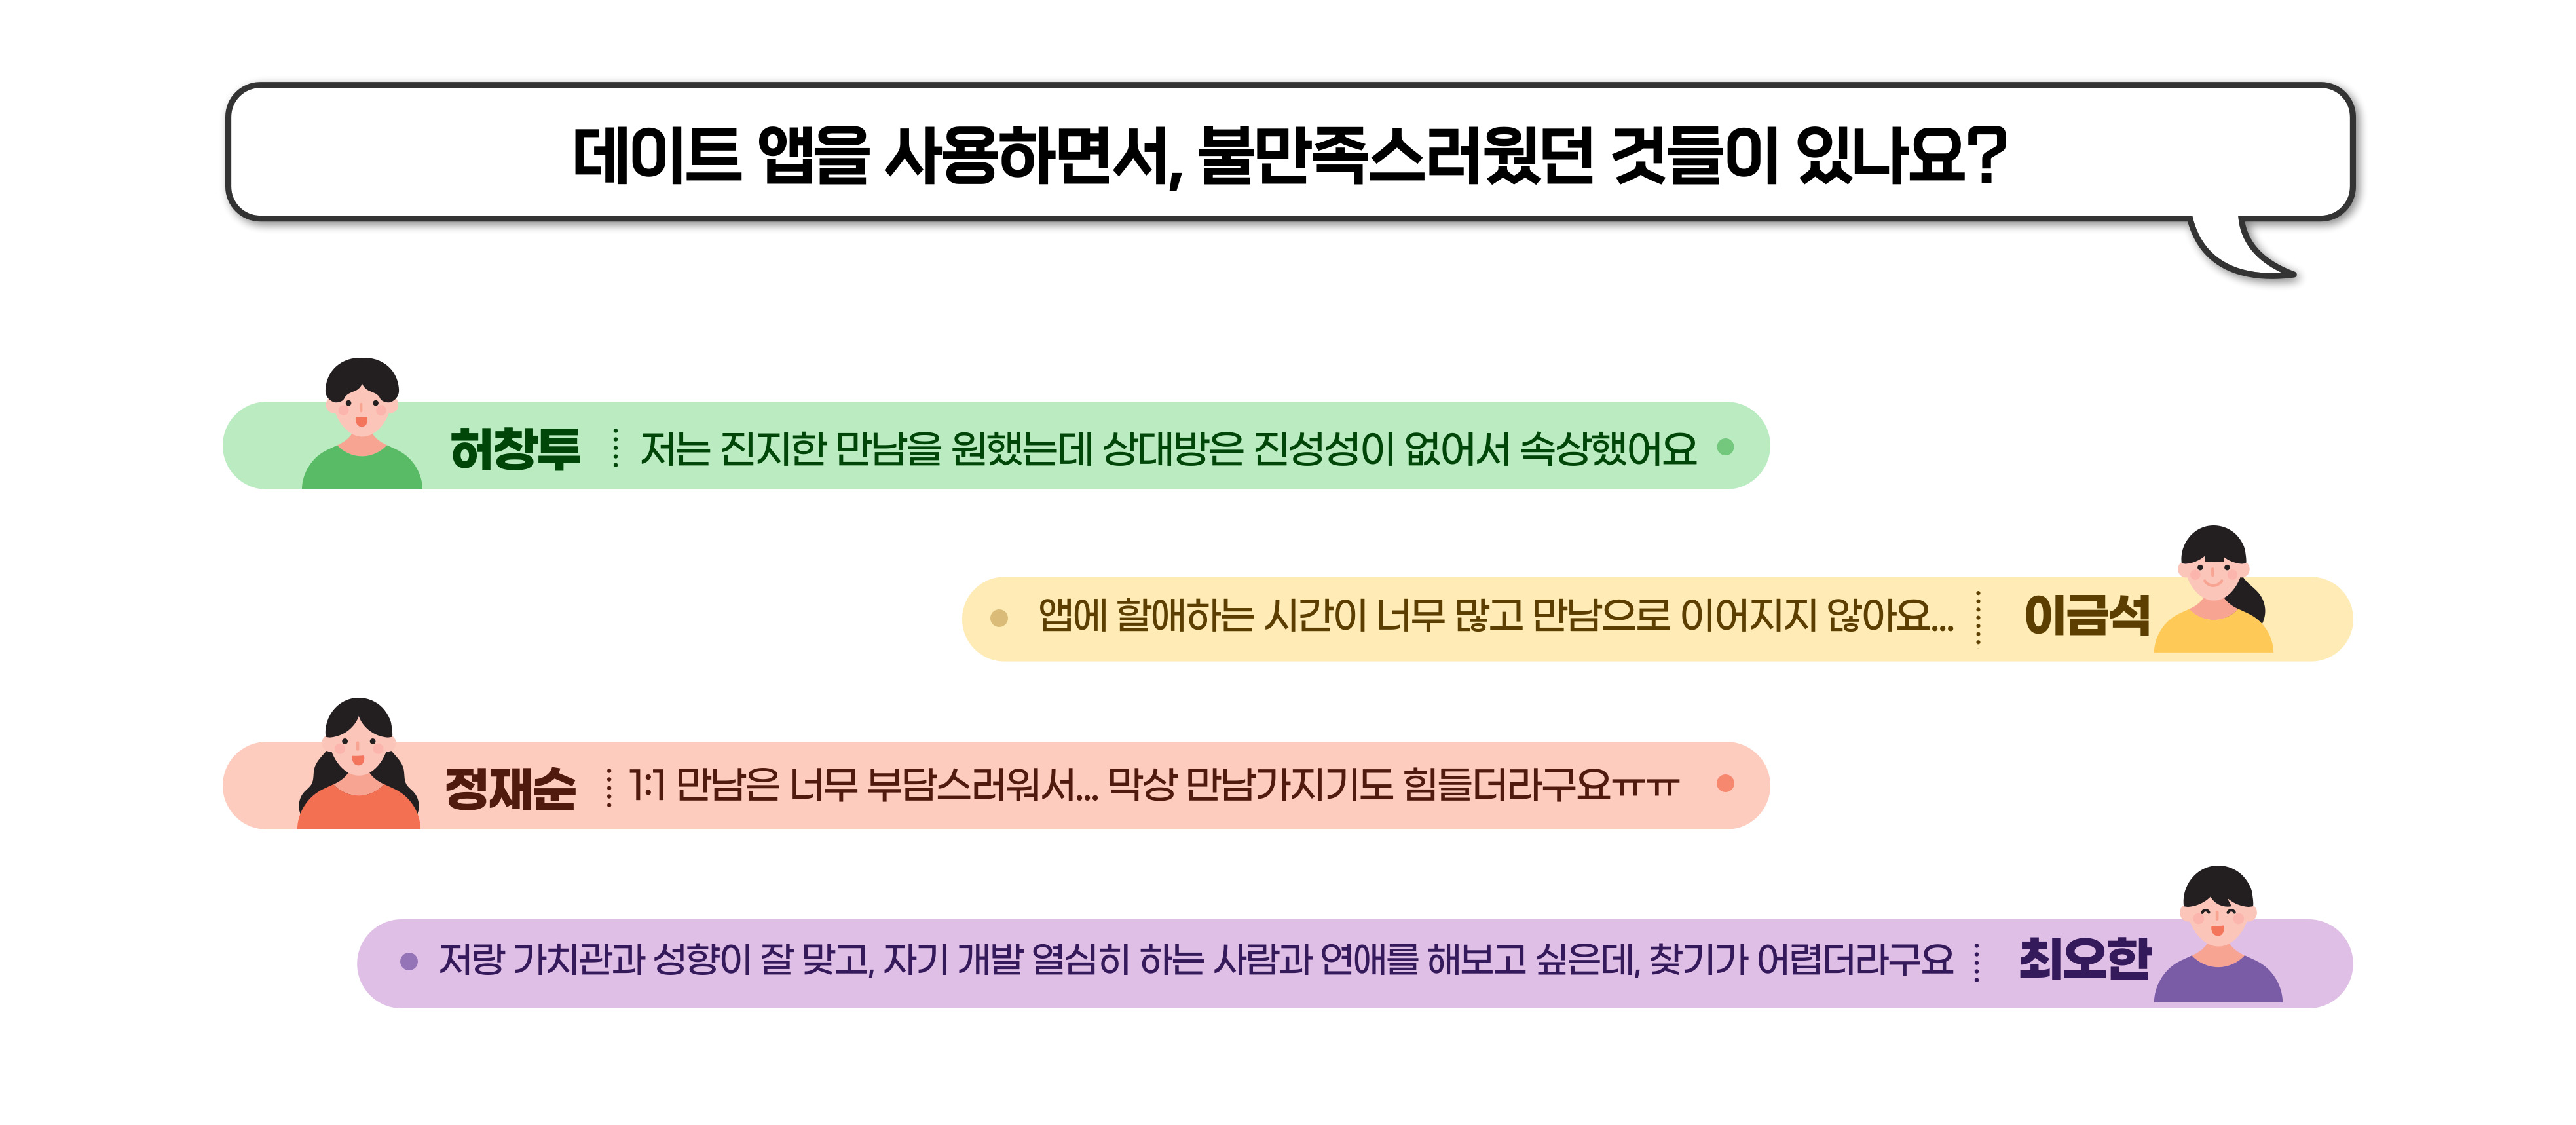 데이트 앱을 사용하면서, 불만족스러웠던 것들이 있나요?
허창투 저는 진지한 만남을 원했는데 상대방은 진성성이 없어서 속상했어요
앱에 할애하는 시간이 너무 많고 만남으로 이어지지 않아요... 이금석
정재순 1:1 만남은 너무 부담스러워서... 막상 만남가지기도 힘들더라구요ㅠㅠ
저랑 가치관과 성향이 잘 맞고, 자기 개발 열심히 하는 사람과 연애를 해보고 싶은데, 찾기가 어렵더라구요 최오한